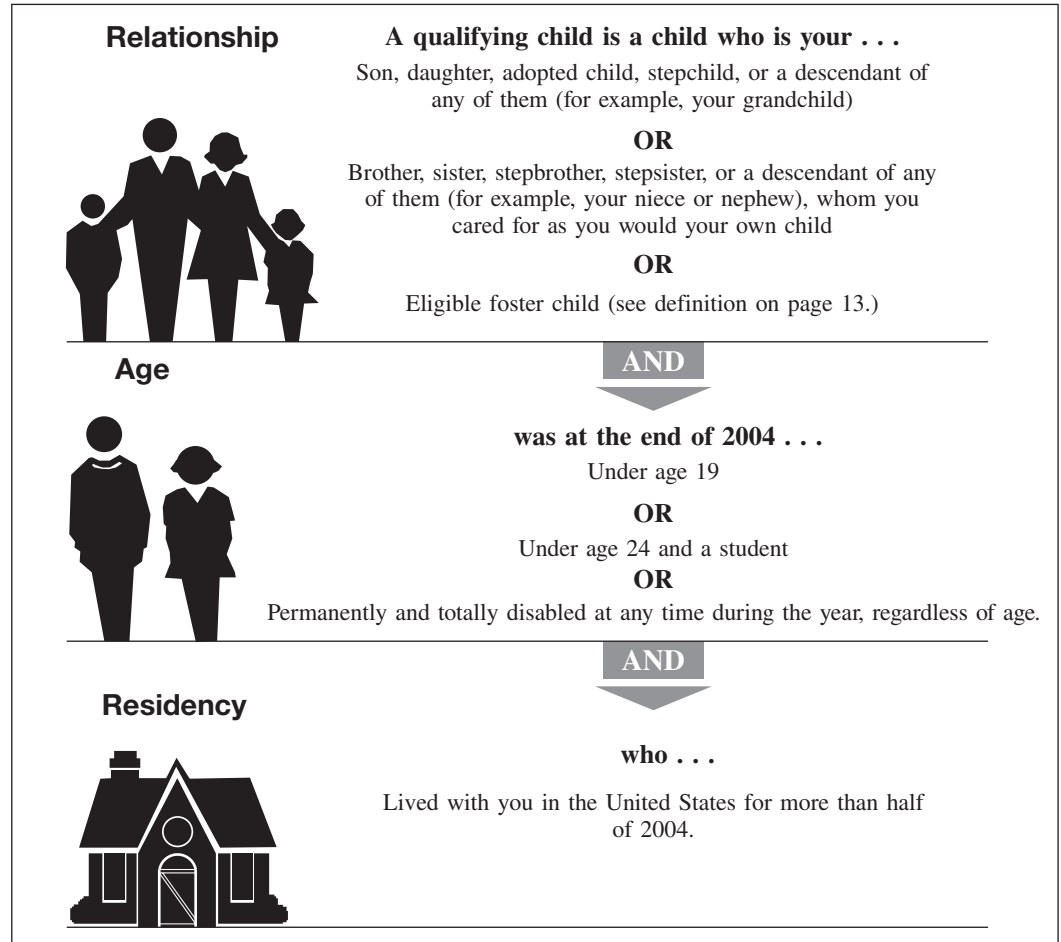 Relationship
A qualifying child is a child who is your . . .
Son, daughter, adopted child, stepchild, or a descendant of
any of them (for example, your grandchild)
OR
Brother, sister, stepbrother, stepsister, or a descendant of any
of them (for example, your niece or nephew), whom you
cared for as you would your own child
OR
Eligible foster child (see definition on page 13.)
AND
Age
was at the end of 2004 . . .
Under age 19
OR
Under age 24 and a student
OR
Permanently and totally disabled at any time during the year, regardless of age.
AND
Residency
who . . .
Lived with you in the United States for more than half
of 2004.